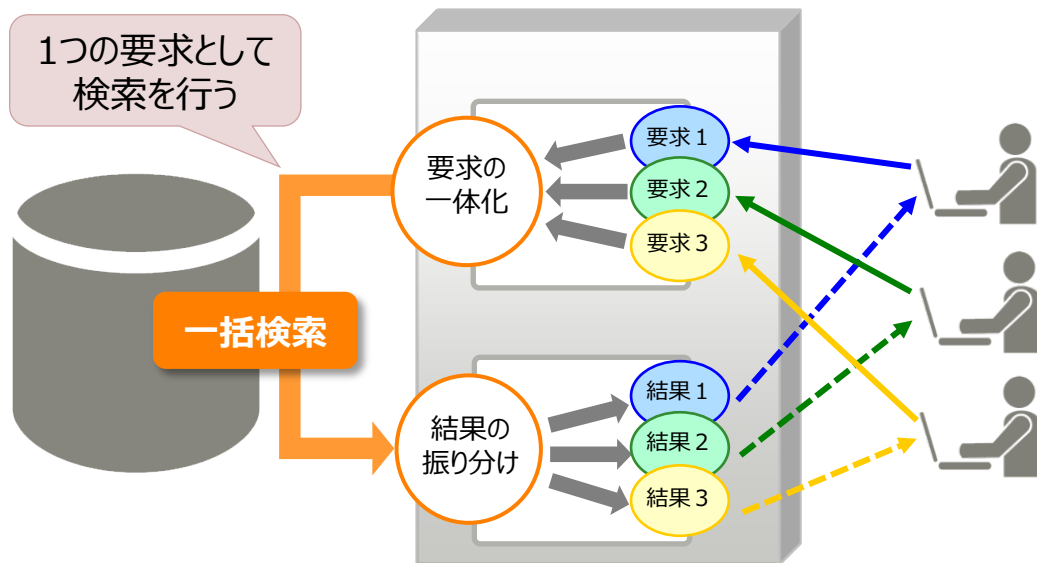 1つの要求として
検索を行う
要求の
一体化
要求１
要求２
要求３
一括検索
結果の
振り分け
結果１
結果２
結果３